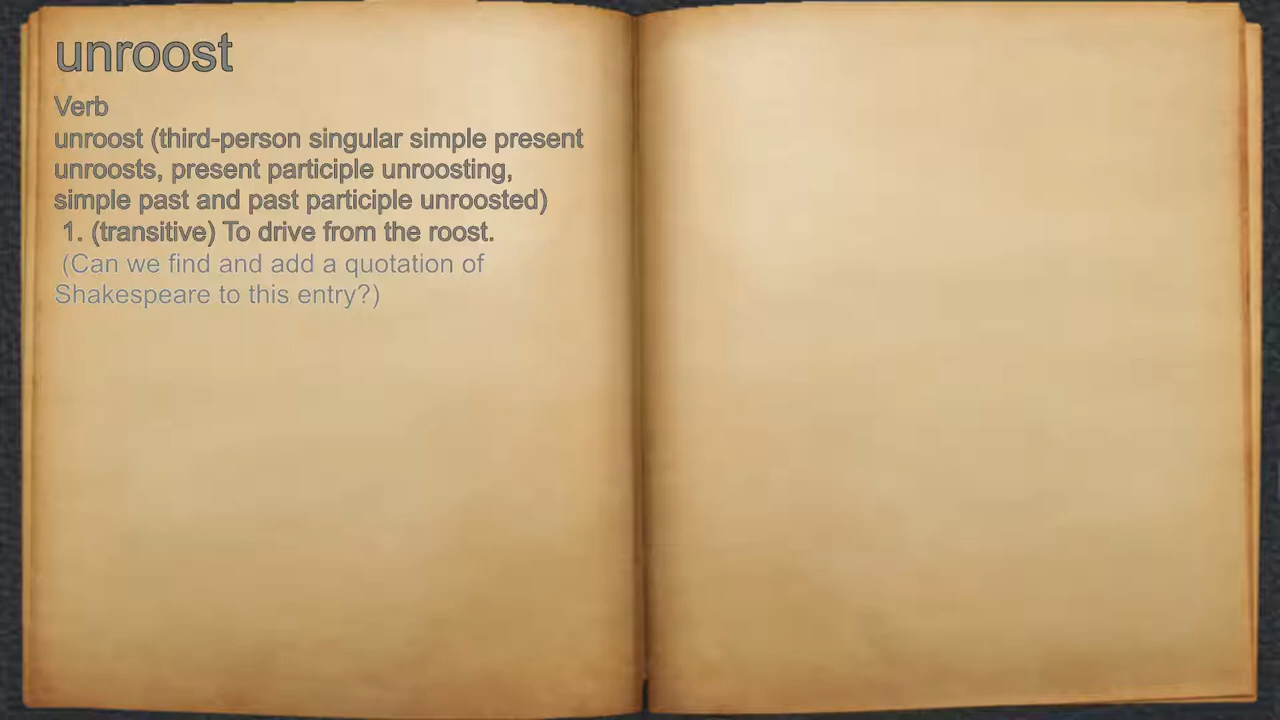 unroost
Verb
unroost (third-person singular simple present
unroosts, present participle unroosting,
simple past and past participle unroosted)
1. (transitive) To drive from the roost.
(Can we find and add a quotation of
Shakespeare to this entry?)